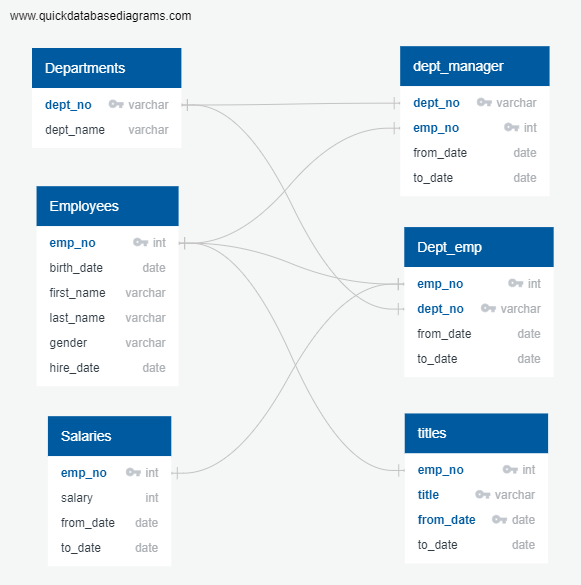 www.quickdatabasediagrams.com
Departments
dept_no varchar
dept_name varchar
Employees
emp_no int
birth_date date
first_name varchar
last_name varchar
gender varchar
hire_date date
Salaries
emp_no int
salary int
from_date date
to_date date
dept_manager
dept_no varchar
emp_no int
from_date date
to_date date
Dept_emp
emp_no int
dept_no varchar
from_date date
to_date date
titles
emp_no int
title varchar
from_date date
to_date date